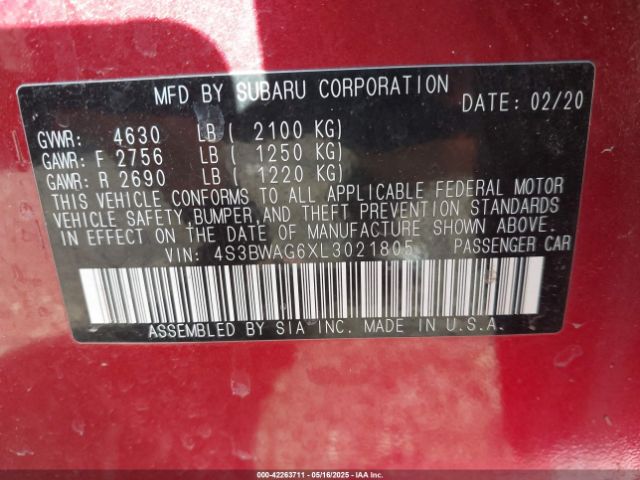 MFD BY SUBARU CORPORATION
DATE: 02/20
GVWR: 4630 LB ( 2100 KG)
GAWR: F 2756 LB ( 1250 KG)
GAWR: R 2690 LB ( 1220 KG)
THIS VEHICLE CONFORMS TO ALL APPLICABLE FEDERAL MOTOR
VEHICLE SAFETY, BUMPER, AND THEFT PREVENTION STANDARDS
IN EFFECT ON THE DATE OF MANUFACTURE SHOWN ABOVE.
VIN: 4S3BWAG6XL3021805 PASSENGER CAR
ASSEMBLED BY SIA INC. MADE IN U.S.A.
000-42263711 - 05/16/2025 - IAA Inc.